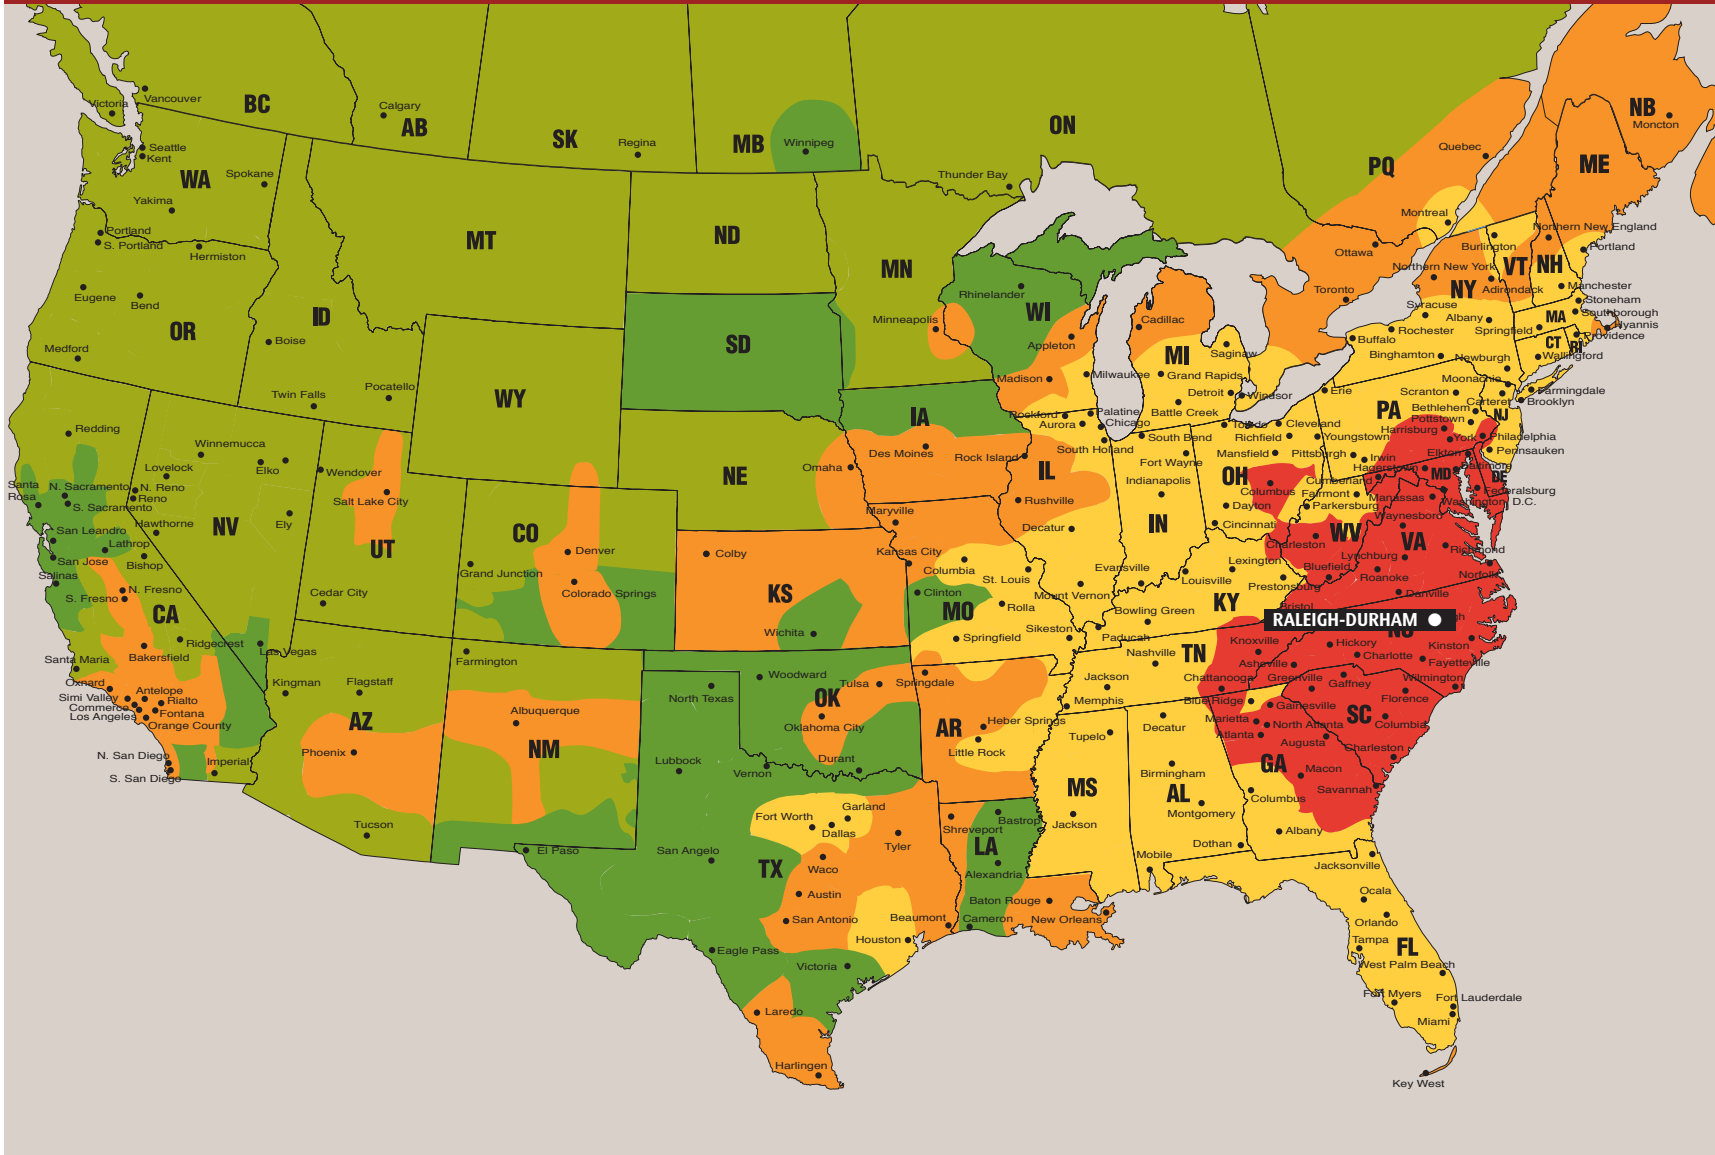 BC
Victoria
Vancouver
Calgary
AB
SK
Regina
MB
Winnipeg
ON
Thunder Bay
PQ
Quebec
Montreal
Ottawa
Toronto
NB
Moncton
ME
Seattle
Kent
WA
Spokane
Yakima
Portland
S. Portland
Hermiston
Eugene
Bend
OR
Medford
ID
Boise
Twin Falls
Pocatello
MT
ND
SD
WY
NE
Omaha
MN
Minneapolis
WI
Rhinelander
Appleton
Madison
Milwaukee
MI
Cadillac
Saginaw
Grand Rapids
Detroit
Windsor
Battle Creek
IA
Des Moines
Rockford
Palatine
Aurora
Chicago
South Holland
Rock Island
IL
Rushville
Decatur
Mount Vernon
South Bend
Fort Wayne
Indianapolis
IN
Evansville
Toledo
Cleveland
Richfield
Mansfield
Youngstown
OH
Columbus
Dayton
Cincinnati
Northern New England
Burlington
Portland
VT
NH
Northern New York
Adirondack
NY
Manchester
Stoneham
Southborough
Hyannis
Providence
MA
CT
RI
Syracuse
Albany
Springfield
Rochester
Buffalo
Binghamton
Newburgh
Wallingford
Erie
Moonachie
Scranton
Farmingdale
Carteret
Brooklyn
PA
Bethlehem
NJ
Pottstown
Harrisburg
York
Philadelphia
Pennsauken
Pittsburgh
Irwin
Elkton
Hagerstown
MD
Baltimore
DE
Cumberland
Federalsburg
Fairmont
Manassas
Washington, D.C.
Parkersburg
WV
Waynesboro
VA
Charleston
Lynchburg
Richmond
Bluefield
Roanoke
Norfolk
Danville
Redding
Winnemucca
Lovelock
Elko
Wendover
Santa Rosa
N. Sacramento
N. Reno
Reno
S. Sacramento
Salt Lake City
Hawthorne
NV
Ely
San Leandro
Lathrop
San Jose
Bishop
UT
Salinas
N. Fresno
S. Fresno
Cedar City
CA
Ridgecrest
Bakersfield
Las Vegas
Santa Maria
Oxnard
Antelope
Simi Valley
Rialto
Commerce
Fontana
Los Angeles
Orange County
N. San Diego
S. San Diego
Imperial
CO
Denver
Grand Junction
Colorado Springs
Kingman
Flagstaff
AZ
Phoenix
Tucson
Farmington
Albuquerque
NM
KS
Colby
Wichita
Maryville
Kansas City
Columbia
St. Louis
Clinton
MO
Rolla
Springfield
Sikeston
Lexington
Louisville
Prestonsburg
KY
Bowling Green
Paducah
Bristol
RALEIGH-DURHAM
Nashville
TN
Knoxville
Jackson
Memphis
Chattanooga
Hickory
Kinston
Asheville
Charlotte
Fayetteville
Wilmington
Greenville
Gaffney
Florence
SC
Columbia
Charleston
Blue Ridge
Gainesville
Marietta
North Atlanta
Atlanta
Augusta
GA
Macon
Savannah
Columbus
Albany
North Texas
Woodward
Tulsa
OK
Oklahoma City
Durant
Springdale
AR
Heber Springs
Little Rock
Lubbock
Vernon
Garland
Fort Worth
Dallas
Tyler
El Paso
San Angelo
TX
Waco
Austin
San Antonio
Beaumont
Houston
Eagle Pass
Victoria
Laredo
Harlingen
Shreveport
Bastrop
LA
Alexandria
Baton Rouge
Cameron
New Orleans
Tupelo
MS
Jackson
Decatur
Birmingham
AL
Montgomery
Dothan
Mobile
Jacksonville
Ocala
Orlando
Tampa
FL
West Palm Beach
Fort Myers
Fort Lauderdale
Miami
Key West